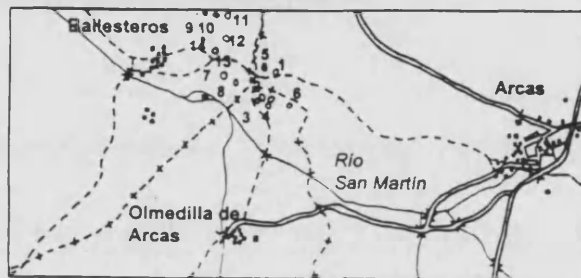 11
Ballesteros
9 10
12
14
13
5
1
7
8
6
3
Arcas
Río
San Martín
Olmedilla de
Arcas